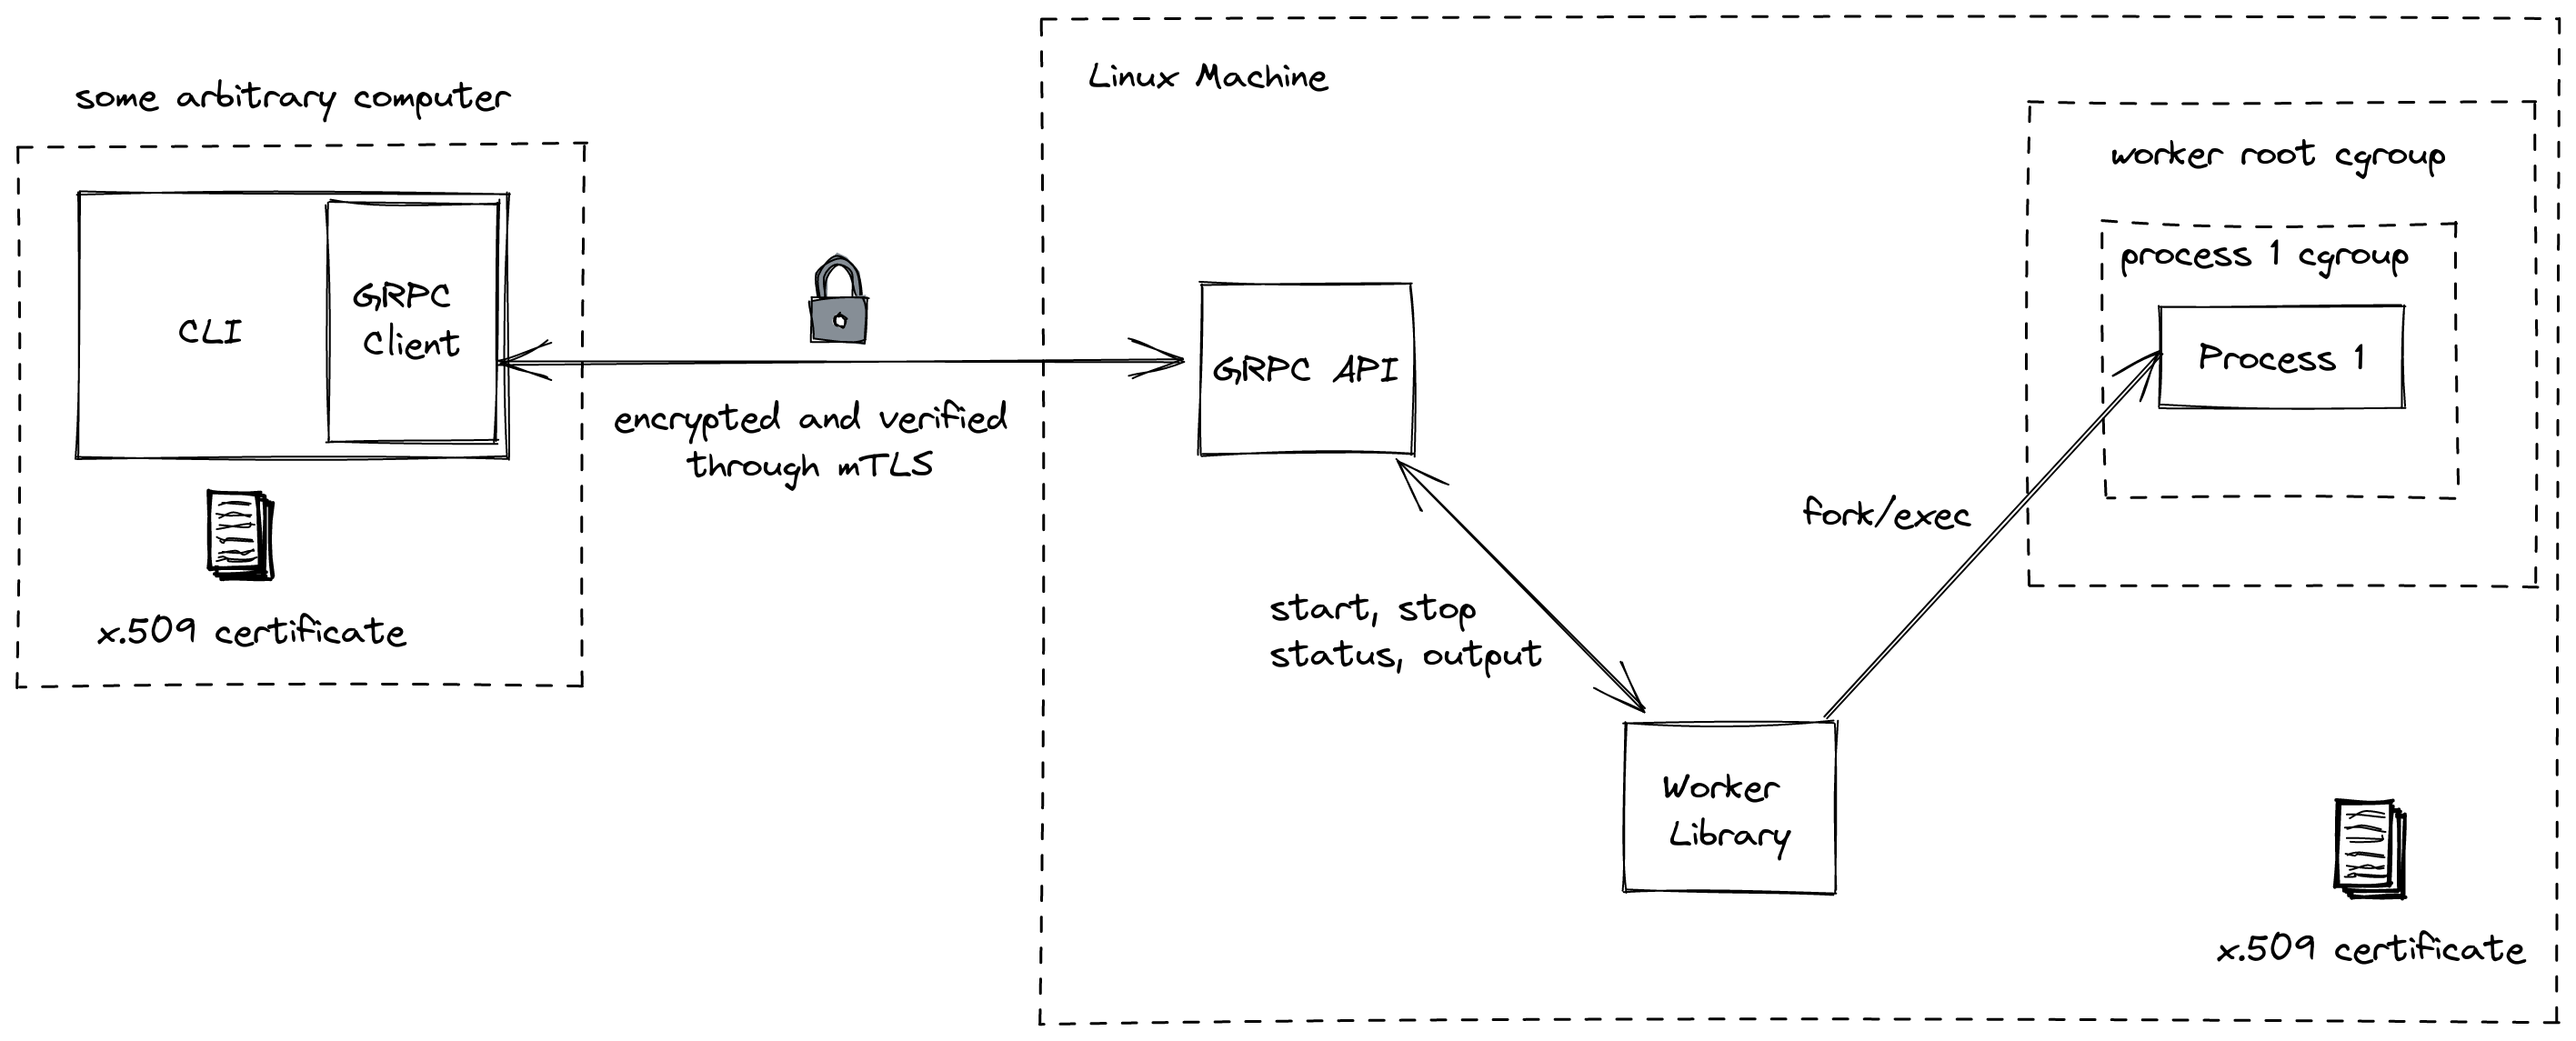 some arbitrary computer
CLI
GRPC
Client
x.509 certificate
encrypted and verified
through mTLS
Linux Machine
GRPC API
start, stop
status, output
Worker
Library
fork/exec
worker root cgroup
process 1 cgroup
Process 1
x.509 certificate